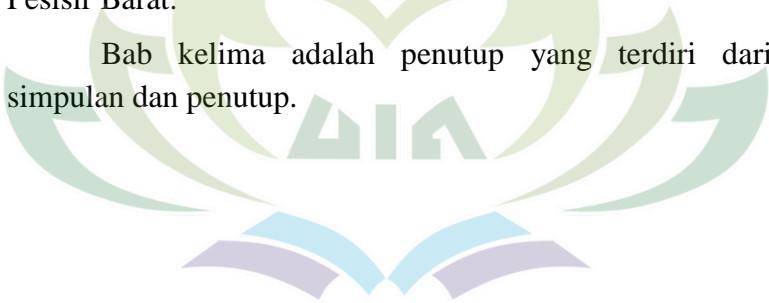 Pesisir Barat.
Bab kelima adalah penutup yang terdiri dari
simpulan dan penutup.